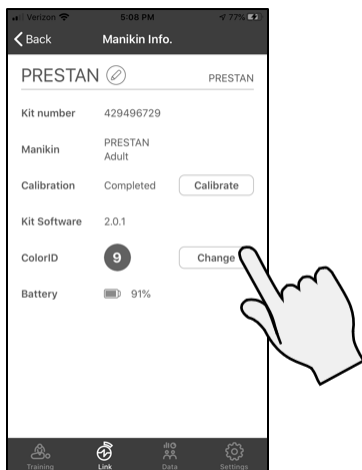 Verizon 5:08 PM 77%
Back Manikin Info.
PRESTAN PRESTAN
Kit number 429496729
Manikin PRESTAN
Adult
Calibration Completed Calibrate
Kit Software 2.0.1
ColorID 9 Change
Battery 91%
Training Link Data Settings